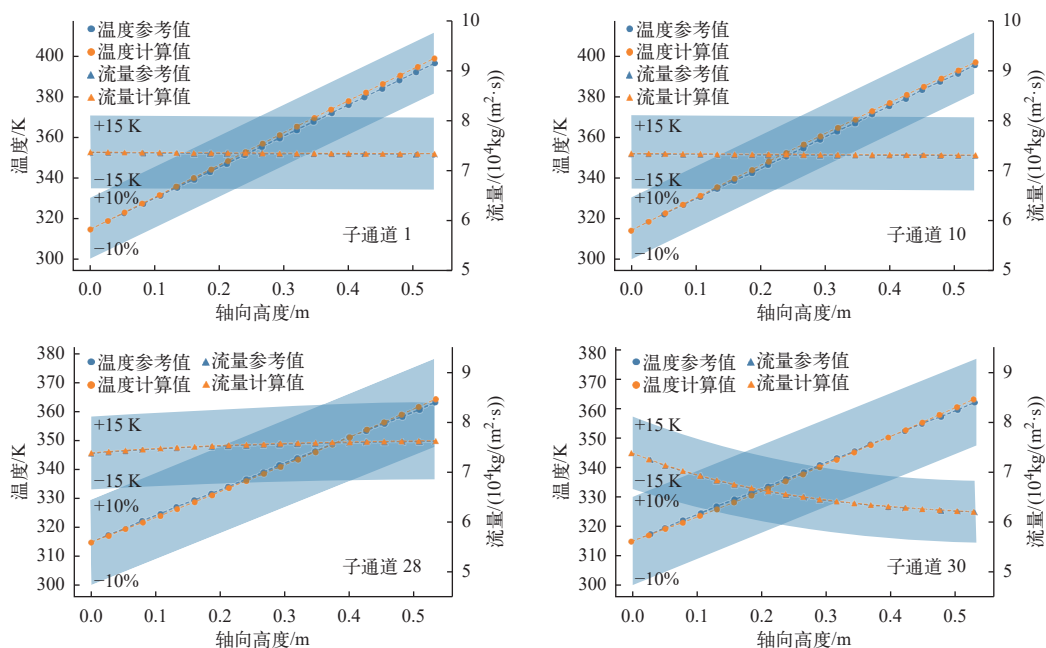 温度参考值
温度计算值
流量参考值
流量计算值
+15 K
−15 K
+10%
−10%
子通道 1
400
380
360
340
320
300
温度/K
10
9
8
7
6
5
流量/(10⁴kg/(m²·s))
0.0 0.1 0.2 0.3 0.4 0.5
轴向高度/m
温度参考值
温度计算值
流量参考值
流量计算值
+15 K
−15 K
+10%
−10%
子通道 10
400
380
360
340
320
300
温度/K
10
9
8
7
6
5
流量/(10⁴kg/(m²·s))
0.0 0.1 0.2 0.3 0.4 0.5
轴向高度/m
温度参考值 流量参考值
温度计算值 流量计算值
+15 K
−15 K
+10%
−10%
子通道 28
380
370
360
350
340
330
320
310
300
温度/K
9
8
7
6
5
流量/(10⁴kg/(m²·s))
0.0 0.1 0.2 0.3 0.4 0.5
轴向高度/m
温度参考值 流量参考值
温度计算值 流量计算值
+15 K
−15 K
+10%
−10%
子通道 30
380
370
360
350
340
330
320
310
300
温度/K
9
8
7
6
5
流量/(10⁴kg/(m²·s))
0.0 0.1 0.2 0.3 0.4 0.5
轴向高度/m